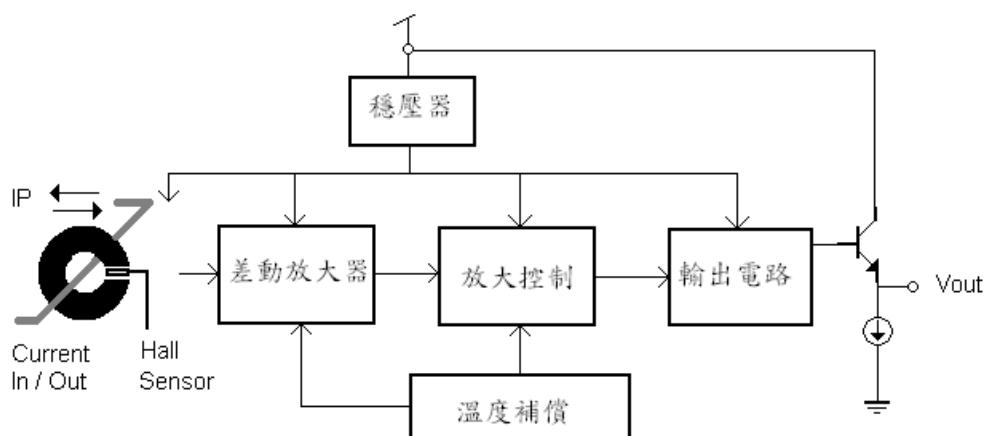 穩壓器
IP
差動放大器
放大控制
輸出電路
Vout
Current
In / Out
Hall
Sensor
溫度補償